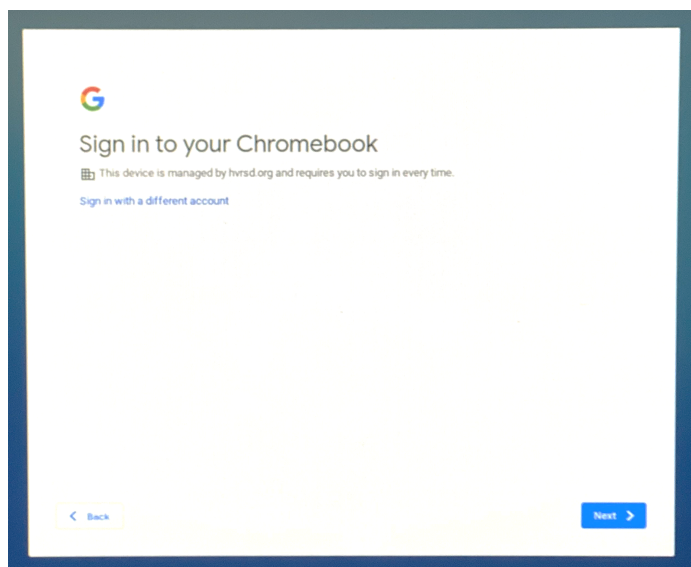 Sign in to your Chromebook
This device is managed by hvrsd.org and requires you to sign in every time.
Sign in with a different account
Back
Next